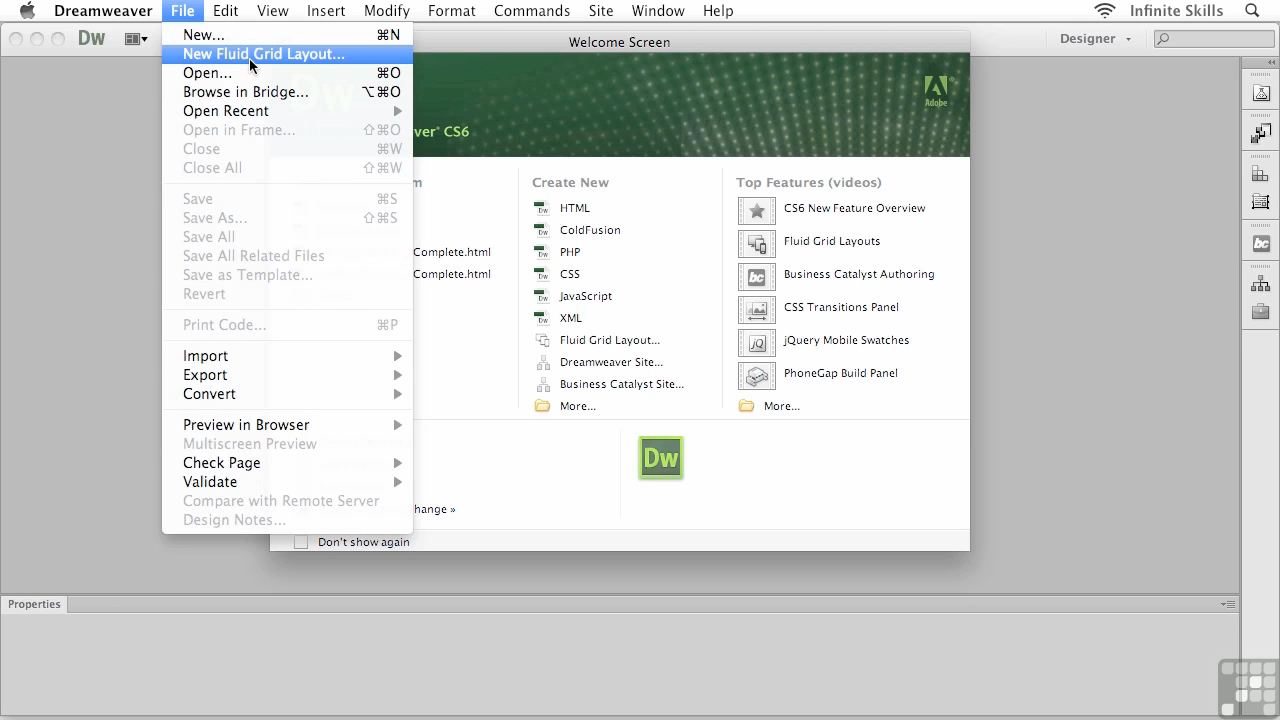 Dreamweaver File Edit View Insert Modify Format Commands Site Window Help Infinite Skills
Dw Designer
Welcome Screen
New... ⌘N
New Fluid Grid Layout...
Open... ⌘O
Browse in Bridge... ⌥⌘O
Open Recent
Open in Frame... ⇧⌘O
Close ⌘W
Close All ⇧⌘W
Save ⌘S
Save As... ⇧⌘S
Save All
Save All Related Files
Save as Template...
Revert
Print Code... ⌘P
Import
Export
Convert
Preview in Browser
Multiscreen Preview
Check Page
Validate
Compare with Remote Server
Design Notes...
Adobe
ver® CS6
m
Complete.html
Complete.html
hange »
Create New
HTML
ColdFusion
PHP
CSS
JavaScript
XML
Fluid Grid Layout...
Dreamweaver Site...
Business Catalyst Site...
More...
Top Features (videos)
CS6 New Feature Overview
Fluid Grid Layouts
bc Business Catalyst Authoring
CSS Transitions Panel
jQ jQuery Mobile Swatches
PhoneGap Build Panel
More...
Dw
Don't show again
bc
Properties